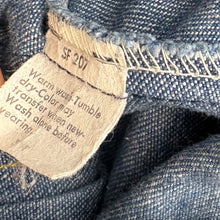 SF 207
Warm wash-Tumble
dry-Color may
transfer when new-
Wash alone before
wearing.